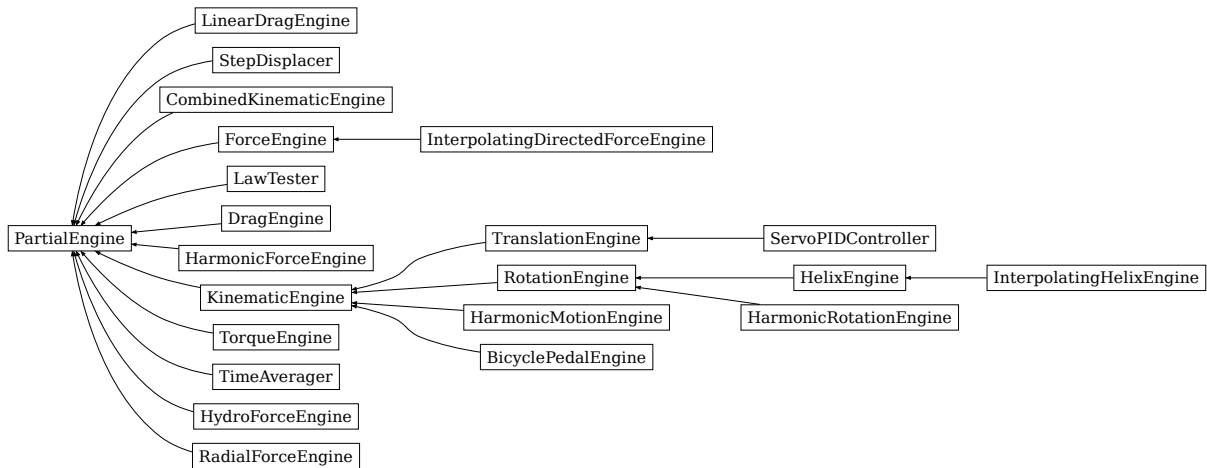 LinearDragEngine
StepDisplacer
CombinedKinematicEngine
ForceEngine
InterpolatingDirectedForceEngine
LawTester
DragEngine
PartialEngine
TranslationEngine
ServoPIDController
HarmonicForceEngine
RotationEngine
HelixEngine
InterpolatingHelixEngine
KinematicEngine
HarmonicMotionEngine
HarmonicRotationEngine
TorqueEngine
BicyclePedalEngine
TimeAverager
HydroForceEngine
RadialForceEngine